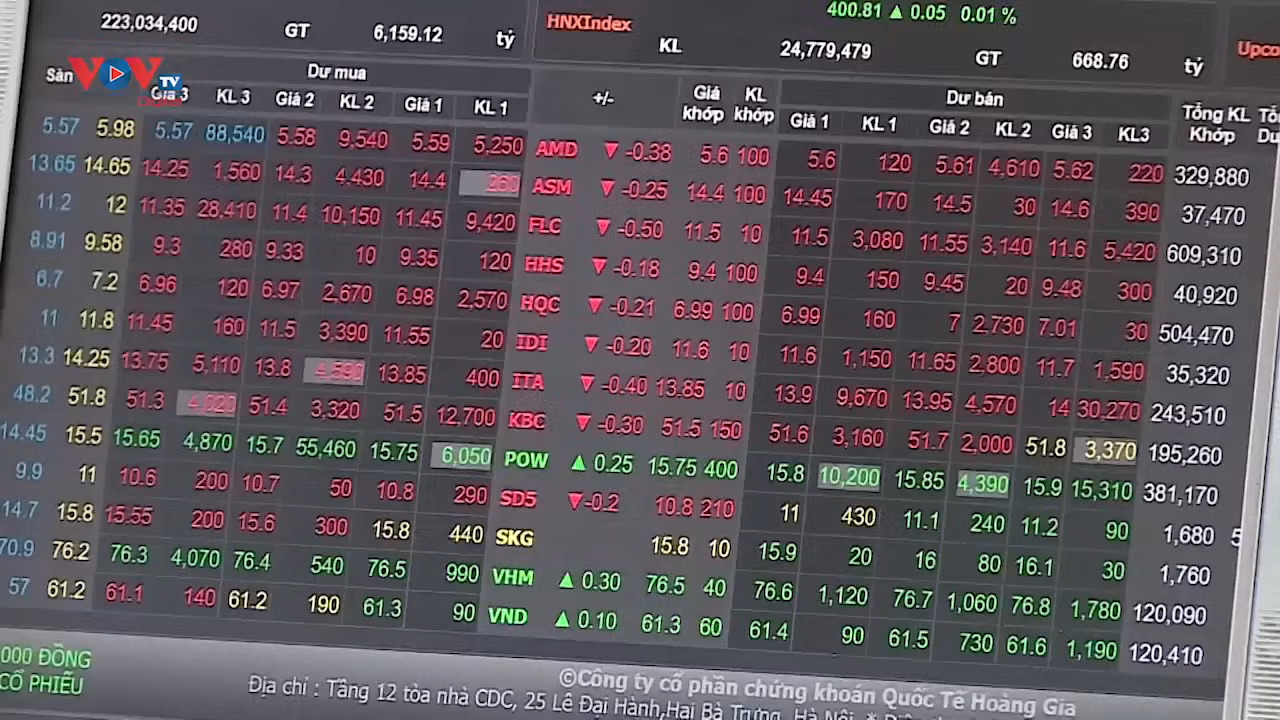 400.81 ▲ 0.05 0.01 %
223,034,400 GT 6,159.12 tỷ HNXIndex KL 24,779,479 GT 668.76 tỷ Upco
VOV TV
Sàn Dư mua +/- Giá khớp KL khớp Dư bán Tổng KL Khớp
Giá 3 KL 3 Giá 2 KL 2 Giá 1 KL 1 Giá 1 KL 1 Giá 2 KL 2 Giá 3 KL3
5.57 5.98 5.57 88,540 5.58 9,540 5.59 5,250 AMD ▼ -0.38 5.6 100 5.6 120 5.61 4,610 5.62 220 329,880
13.65 14.65 14.25 1,560 14.3 4,430 14.4 260 ASM ▼ -0.25 14.4 100 14.45 170 14.5 30 14.6 390 37,470
11.2 12 11.35 28,410 11.4 10,150 11.45 9,420 FLC ▼ -0.50 11.5 10 11.5 3,080 11.55 3,140 11.6 5,420 609,310
8.91 9.58 9.3 280 9.33 10 9.35 120 HHS ▼ -0.18 9.4 100 9.4 150 9.45 20 9.48 300 40,920
6.7 7.2 6.96 120 6.97 2,670 6.98 2,570 HQC ▼ -0.21 6.99 100 6.99 160 7 2,730 7.01 30 504,470
11 11.8 11.45 160 11.5 3,390 11.55 20 IDI ▼ -0.20 11.6 10 11.6 1,150 11.65 2,800 11.7 1,590 35,320
13.3 14.25 13.75 5,110 13.8 4,590 13.85 400 ITA ▼ -0.40 13.85 10 13.9 9,670 13.95 4,570 14 30,270 243,510
48.2 51.8 51.3 4,020 51.4 3,320 51.5 12,700 KBC ▼ -0.30 51.5 150 51.6 3,160 51.7 2,000 51.8 3,370 195,260
14.45 15.5 15.65 4,870 15.7 55,460 15.75 6,050 POW ▲ 0.25 15.75 400 15.8 10,200 15.85 4,390 15.9 15,310 381,170
9.9 11 10.6 200 10.7 50 10.8 290 SD5 ▼ -0.2 10.8 210 11 430 11.1 240 11.2 90 1,680 5
14.7 15.8 15.55 200 15.6 300 15.8 440 SKG 15.8 10 15.9 20 16 80 16.1 30 1,760
70.9 76.2 76.3 4,070 76.4 540 76.5 990 VHM ▲ 0.30 76.5 40 76.6 1,120 76.7 1,060 76.8 1,780 120,090
57 61.2 61.1 140 61.2 190 61.3 90 VND ▲ 0.10 61.3 60 61.4 90 61.5 730 61.6 1,190 120,410
000 ĐỒNG
CỔ PHIẾU
©Công ty cổ phần chứng khoán Quốc Tế Hoàng Gia
Địa chỉ : Tầng 12 tòa nhà CDC, 25 Lê Đại Hành,Hai Bà Trưng, Hà Nội